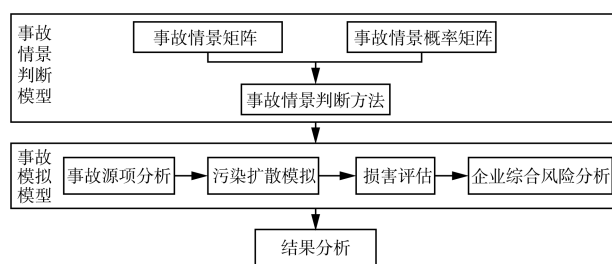 事故
情景
判断
模型
事故情景矩阵
事故情景概率矩阵
事故情景判断方法
事故
模拟
模型
事故源项分析
污染扩散模拟
损害评估
企业综合风险分析
结果分析